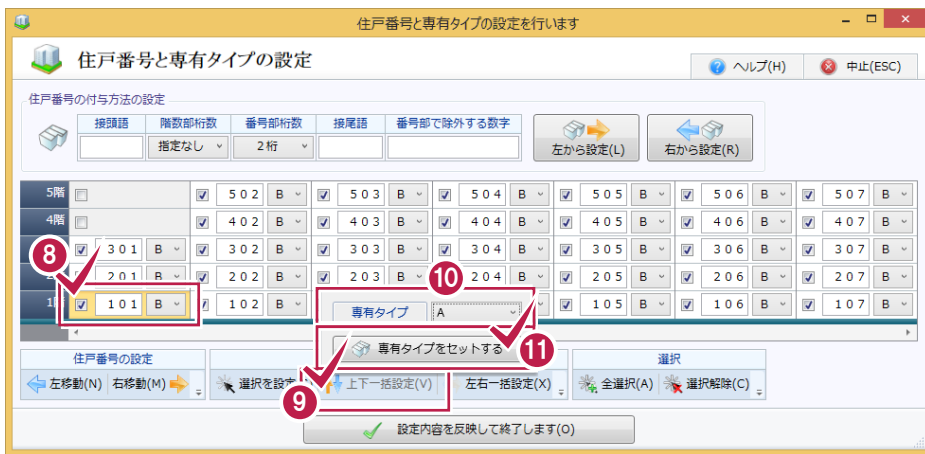 住戸番号と専有タイプの設定を行います
住戸番号と専有タイプの設定
ヘルプ(H) 中止(ESC)
住戸番号の付与方法の設定
接頭語 階数部桁数 番号部桁数 接尾語 番号部で除外する数字
指定なし 2桁 左から設定(L) 右から設定(R)
5階 502 B 503 B 504 B 505 B 506 B 507 B
4階 402 B 403 B 404 B 405 B 406 B 407 B
8 301 B 302 B 303 B 304 B 305 B 306 B 307 B
201 B 202 B 203 B 10 204 B 205 B 206 B 207 B
1階 101 B 102 B 専有タイプ A 105 B 106 B 107 B
専有タイプをセットする 11
住戸番号の設定 選択
左移動(N) 右移動(M) 選択を設定 9 上下一括設定(V) 左右一括設定(X) 全選択(A) 選択解除(C)
設定内容を反映して終了します(O)